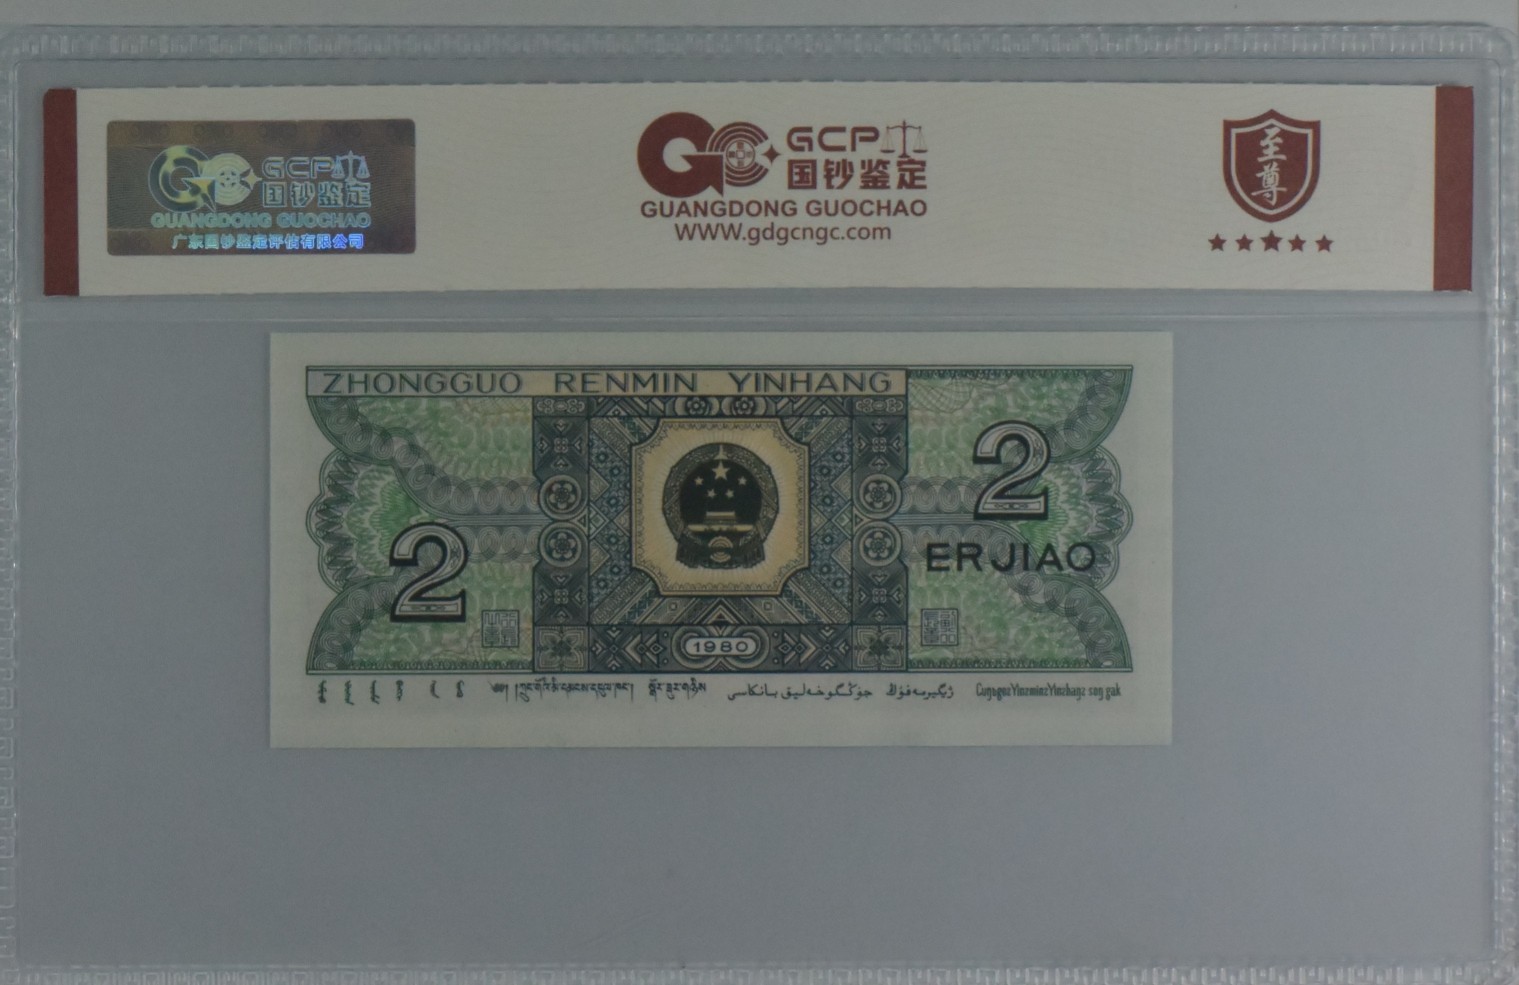 GCP
国钞鉴定
GUANGDONG GUOCHAO
广东国钞鉴定评估有限公司
GCP
国钞鉴定
GUANGDONG GUOCHAO
WWW.gdgcngc.com
至尊
ZHONGGUO RENMIN YINHANG
2
2
ERJIAO
1980
جۇڭگوخەلىق بانكاسى